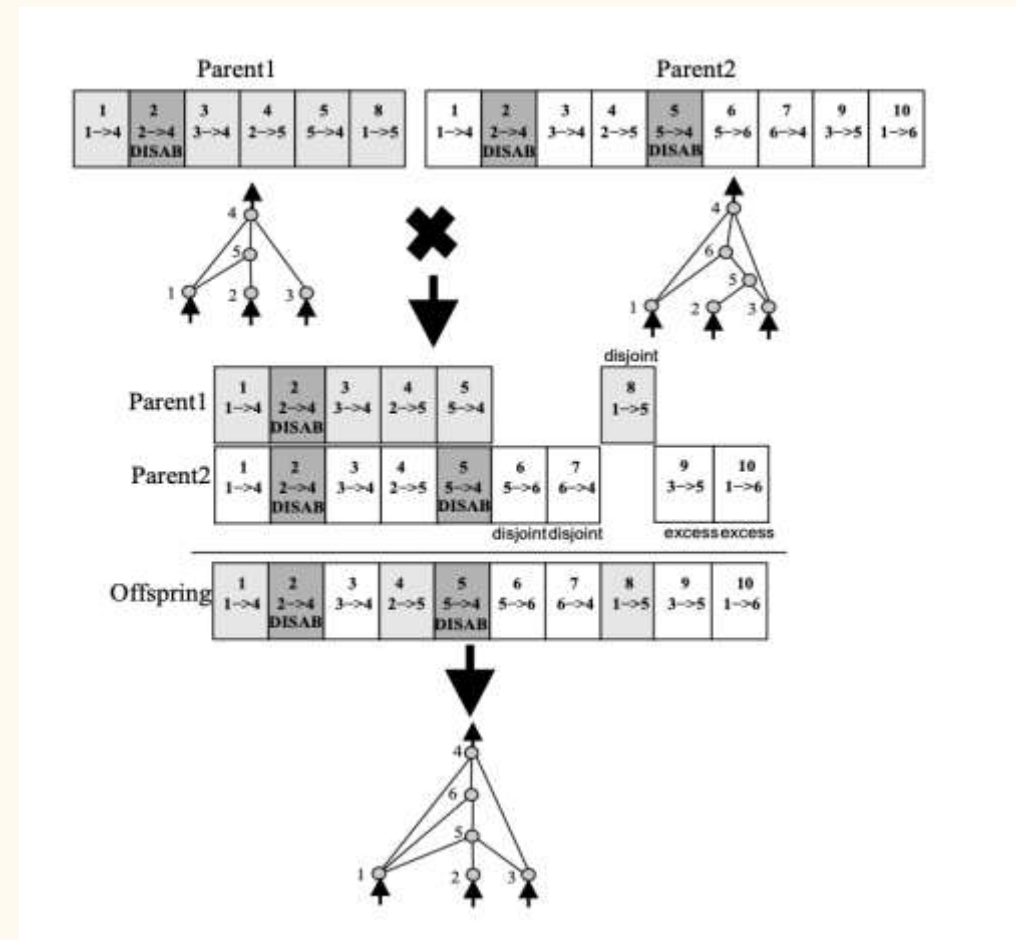 Parent1 Parent2
1 2 3 4 5 8 1 2 3 4 5 6 7 9 10
1->4 2->4 3->4 2->5 5->4 1->5 1->4 2->4 3->4 2->5 5->4 5->6 6->4 3->5 1->6
DISAB DISAB DISAB
4 4
5 6
5
1 2 3 1 2 3
disjoint
Parent1 1 2 3 4 5 8
1->4 2->4 3->4 2->5 5->4 1->5
DISAB
Parent2 1 2 3 4 5 6 7 9 10
1->4 2->4 3->4 2->5 5->4 5->6 6->4 3->5 1->6
DISAB DISAB
disjoint disjoint excess excess
Offspring 1 2 3 4 5 6 7 8 9 10
1->4 2->4 3->4 2->5 5->4 5->6 6->4 1->5 3->5 1->6
DISAB DISAB
4
6
5
1 2 3